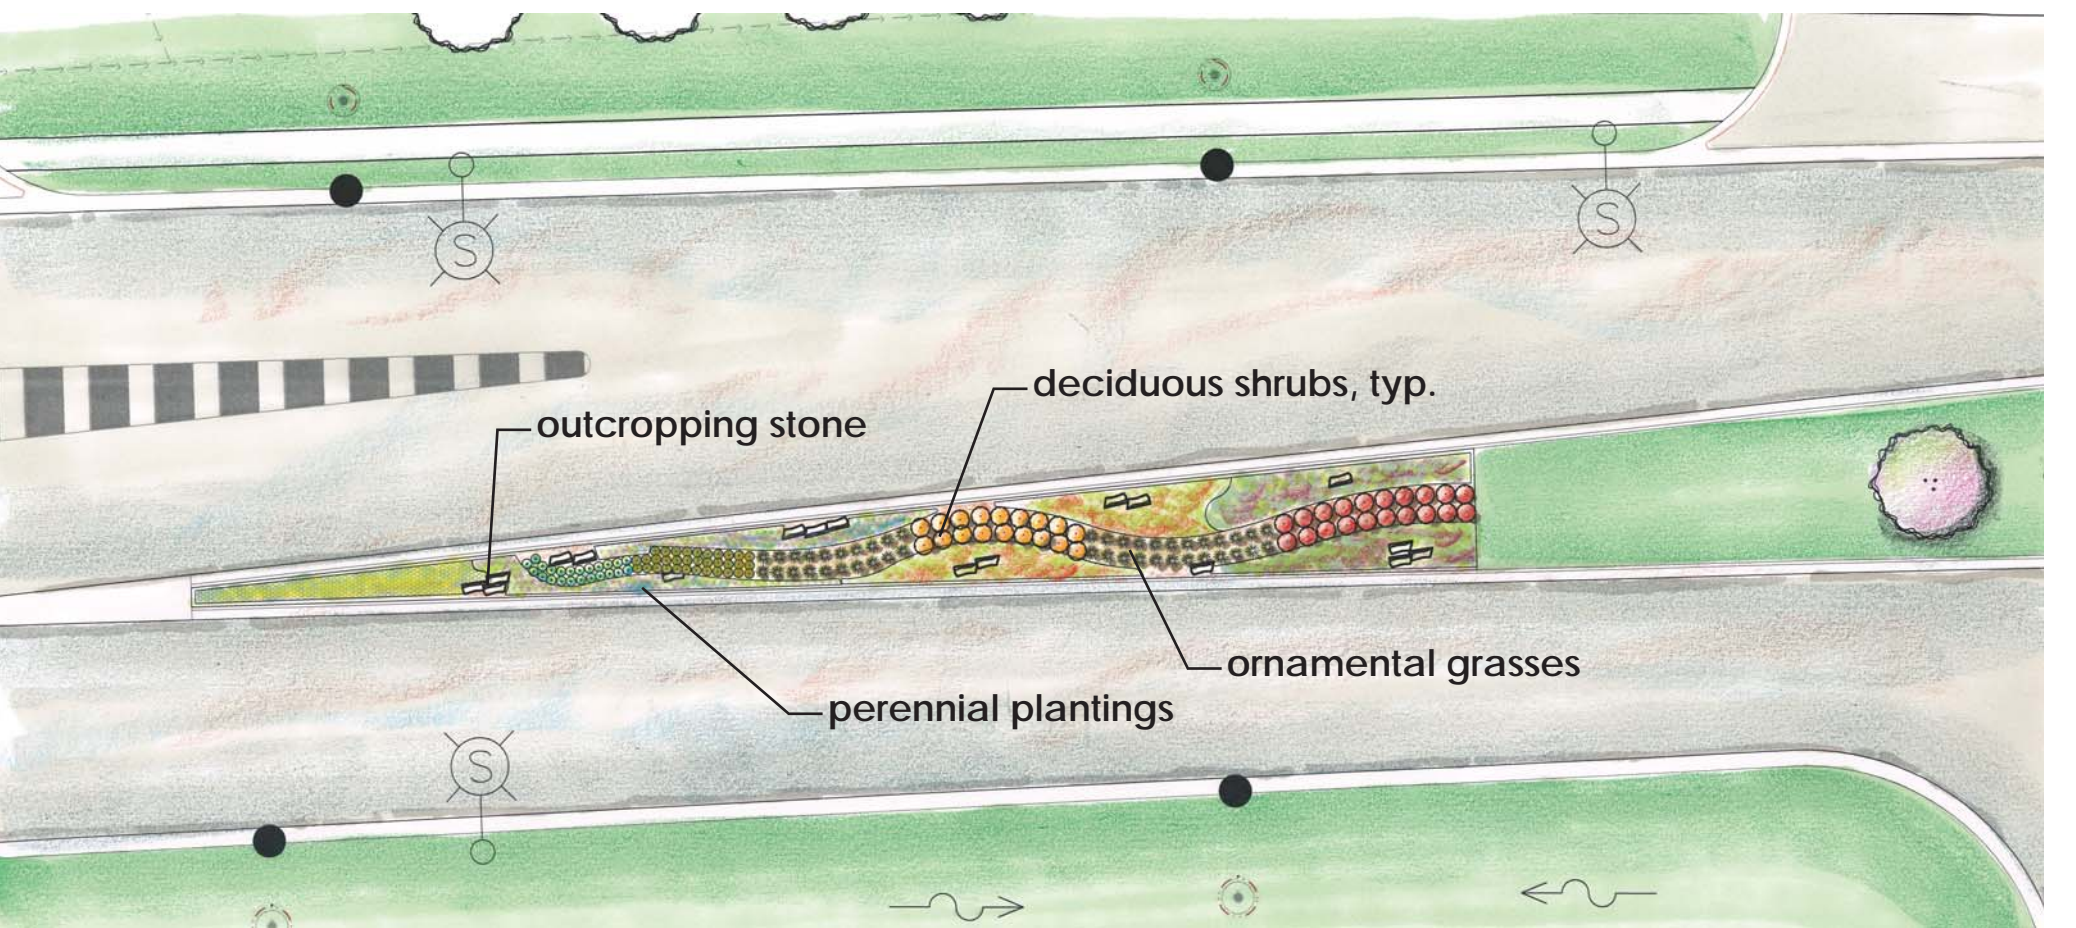 S
S
deciduous shrubs, typ.
outcropping stone
ornamental grasses
perennial plantings
S